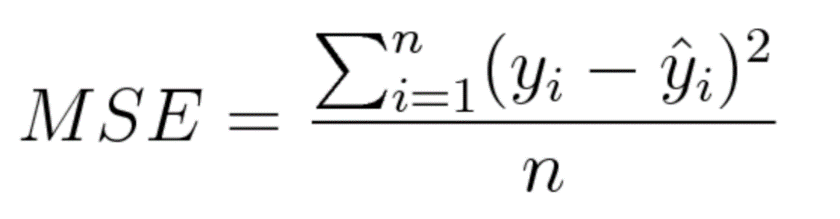 MSE = \frac{\sum_{i=1}^{n}(y_i - \hat{y}_i)^2}{n}